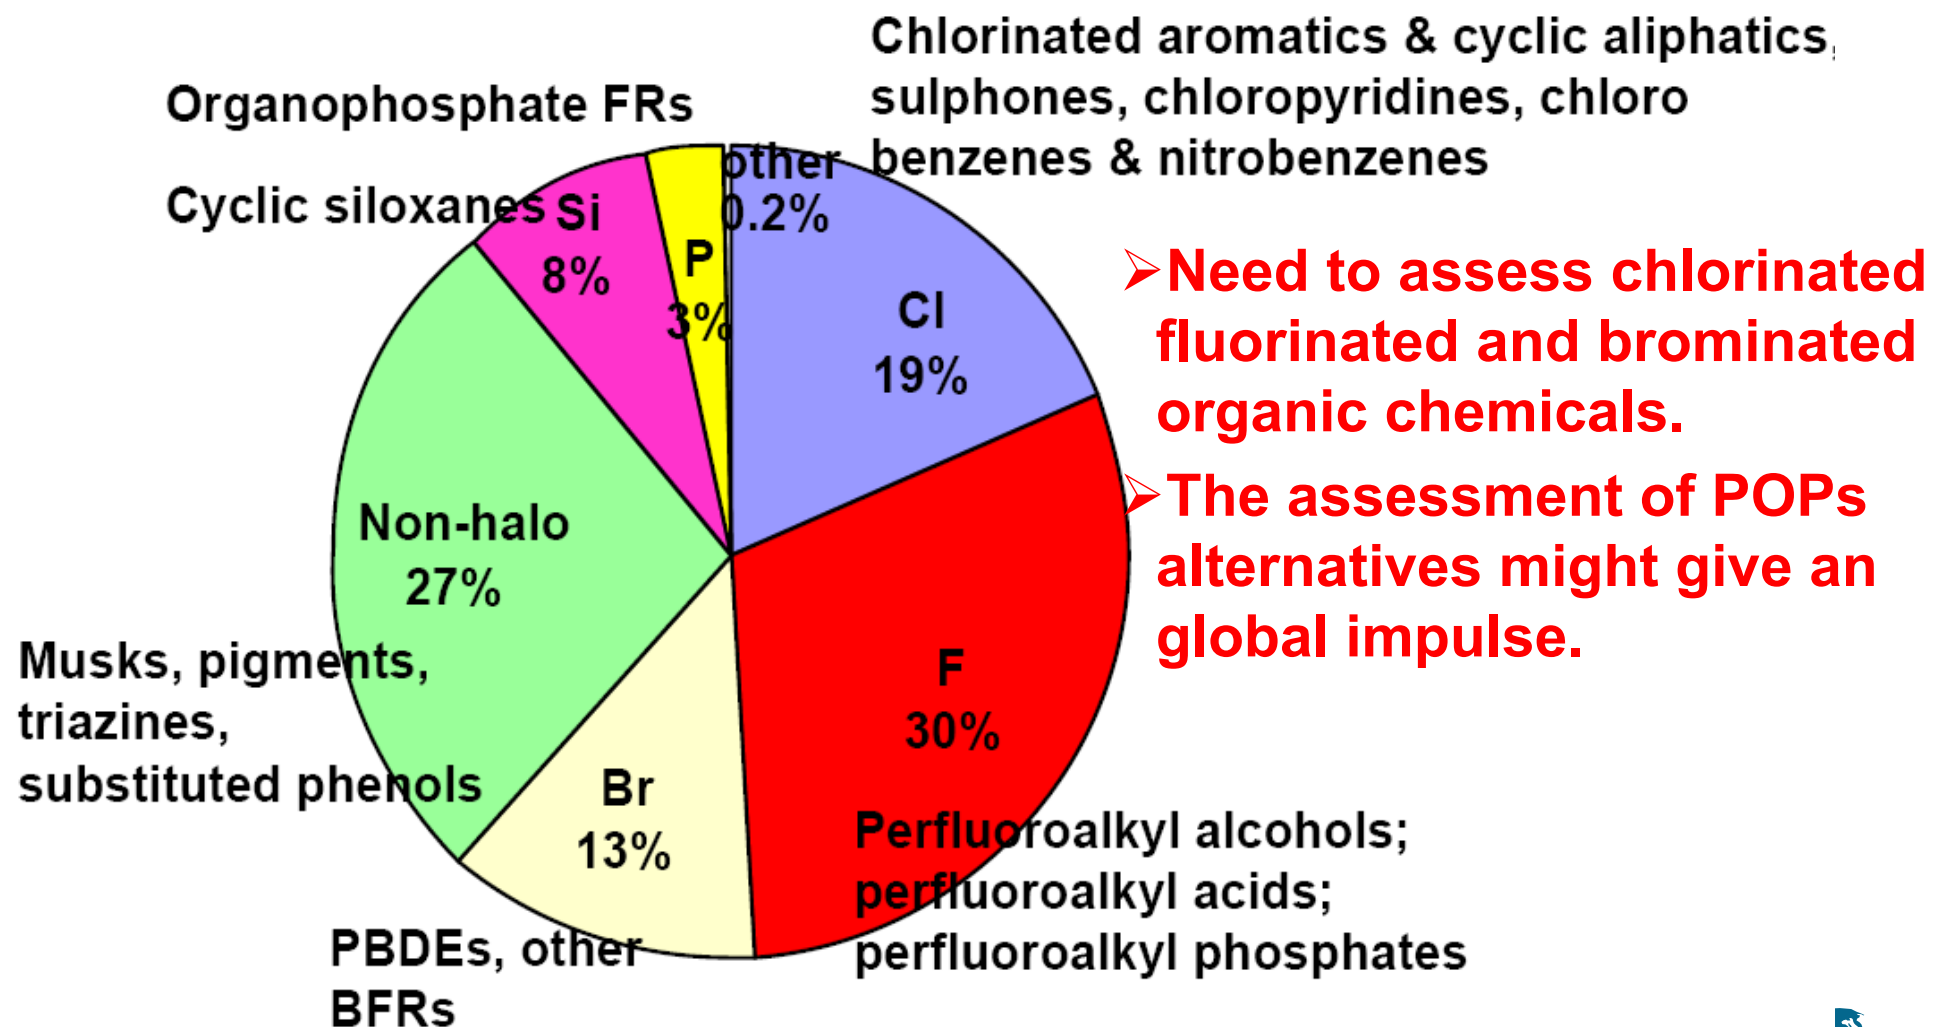 Chlorinated aromatics & cyclic aliphatics,
sulphones, chloropyridines, chloro
benzenes & nitrobenzenes
Organophosphate FRs
Cyclic siloxanes
other
0.2%
Si
8%
P
3%
Cl
19%
➢Need to assess chlorinated
fluorinated and brominated
organic chemicals.
➢The assessment of POPs
alternatives might give an
global impulse.
Non-halo
27%
F
30%
Musks, pigments,
triazines,
substituted phenols
Br
13%
Perfluoroalkyl alcohols;
perfluoroalkyl acids;
perfluoroalkyl phosphates
PBDEs, other
BFRs